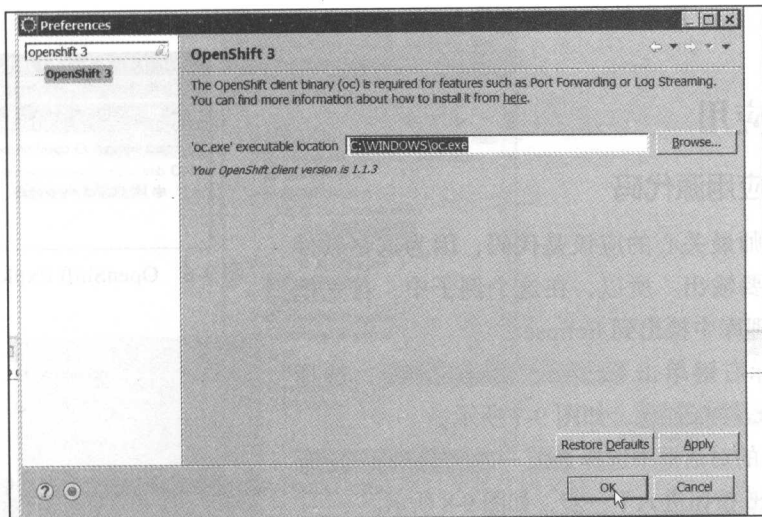 Preferences
openshift 3
OpenShift 3
OpenShift 3
The OpenShift client binary (oc) is required for features such as Port Forwarding or Log Streaming.
You can find more information about how to install it from here.
'oc.exe' executable location C:\WINDOWS\oc.exe Browse...
Your OpenShift client version is 1.1.3
Restore Defaults Apply
OK Cancel